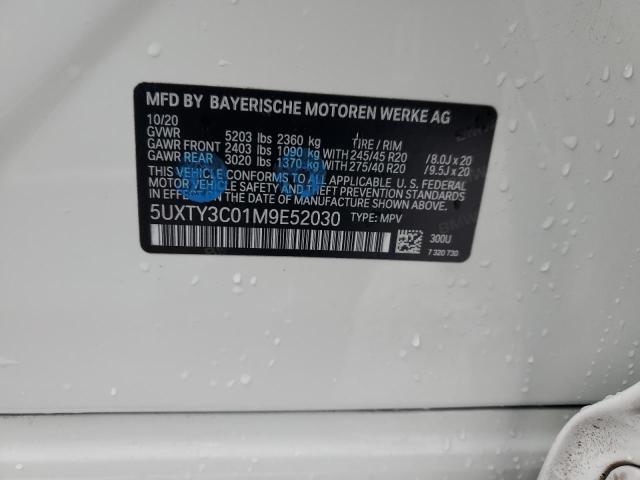 MFD BY BAYERISCHE MOTOREN WERKE AG
10/20
GVWR 5203 lbs 2360 kg TIRE / RIM
GAWR FRONT 2403 lbs 1090 kg WITH 245/45 R20 /8.0J x 20
GAWR REAR 3020 lbs 1370 kg WITH 275/40 R20 /9.5J x 20
THIS VEHICLE CONFORMS TO ALL APPLICABLE U.S. FEDERAL
MOTOR VEHICLE SAFETY AND THEFT PREVENTION STANDARDS
IN EFFECT ON THE DATE OF MANUFACTURE SHOWN ABOVE.
5UXTY3C01M9E52030 TYPE: MPV
300U
7 320 730